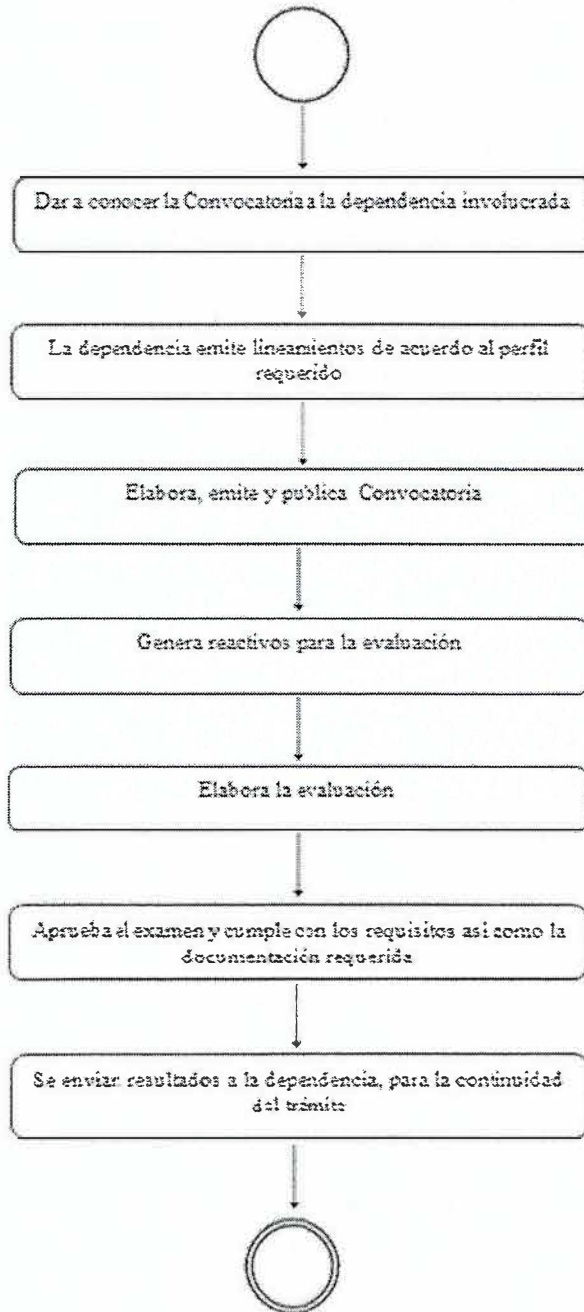 Dar a conocer la Convocatoria a la dependencia involucrada
La dependencia emite lineamientos de acuerdo al perfil
requerido
Elabora, emite y publica Convocatoria
Genera reactivos para la evaluación
Elabora la evaluación
Aprueba el examen y cumple con los requisitos asi como la
documentación requerida
Se envian resultados a la dependencia, para la continuidad
del trámite